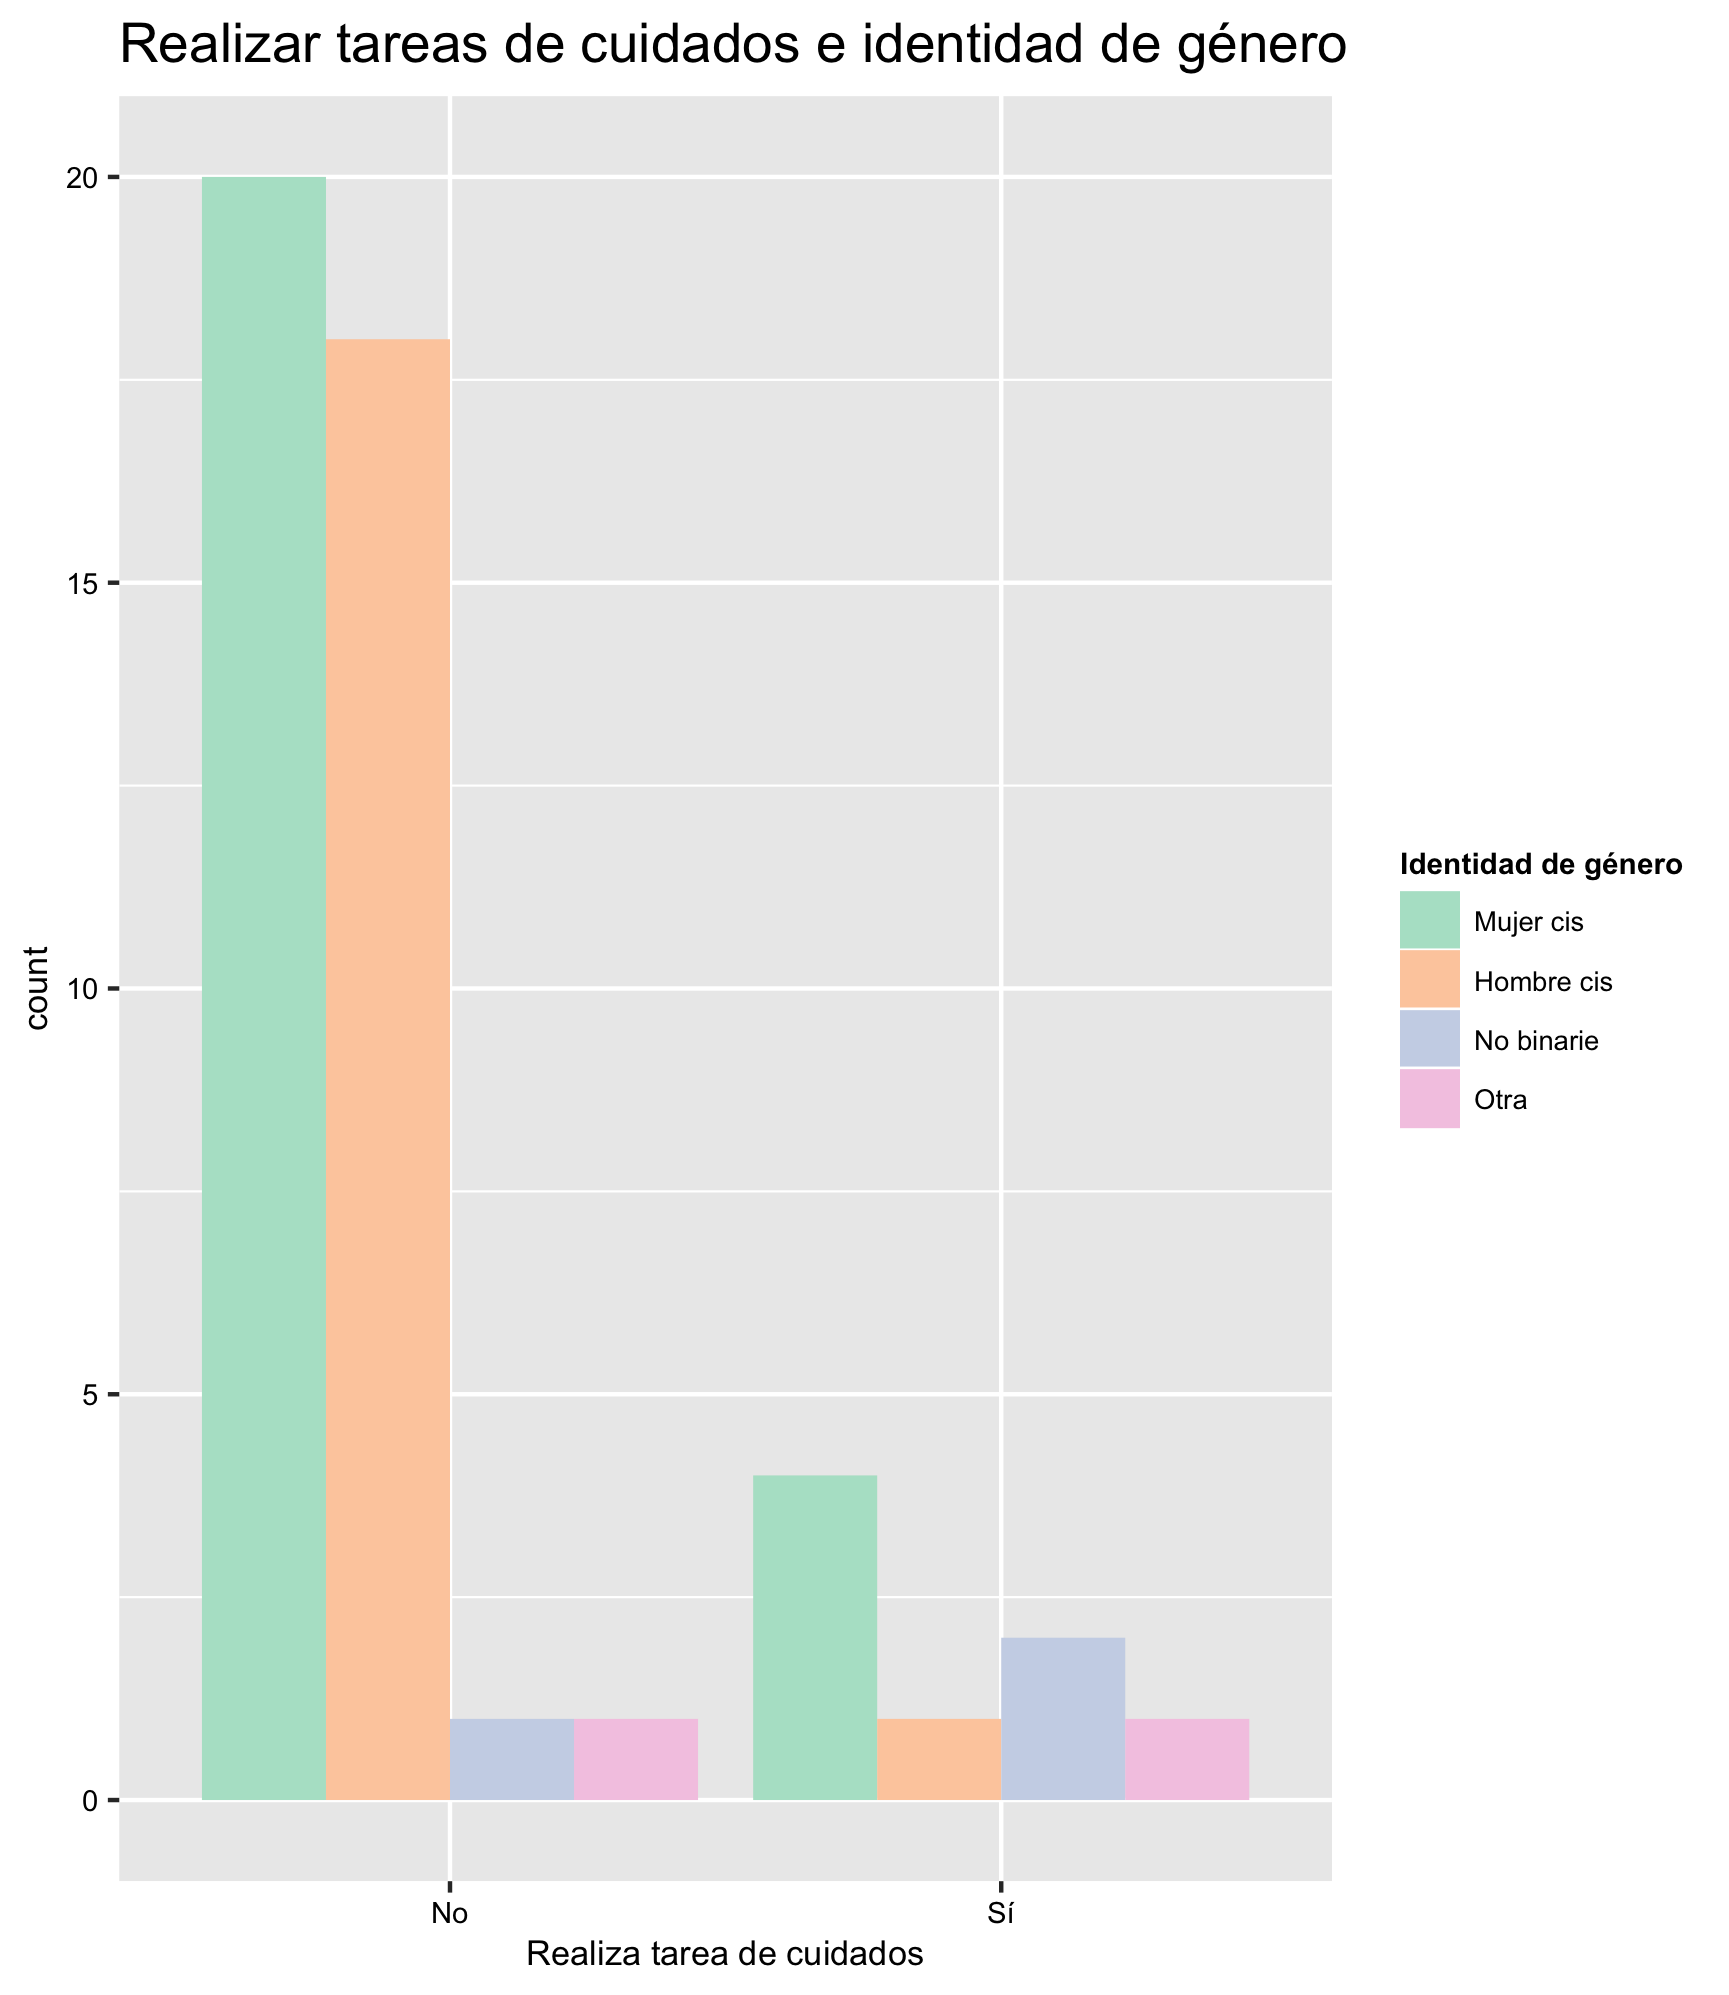 Realizar tareas de cuidados e identidad de género
20
15
10
5
0
count
No
Sí
Realiza tarea de cuidados
Identidad de género
Mujer cis
Hombre cis
No binarie
Otra